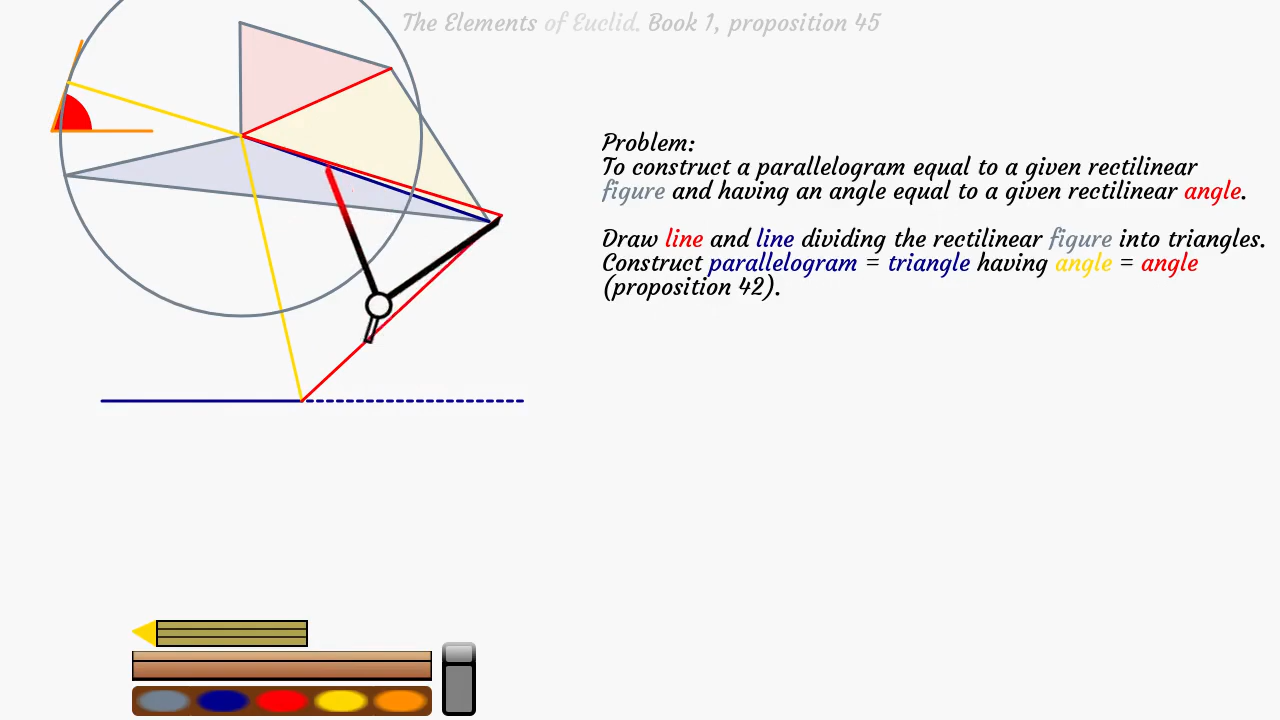 The Elements of Euclid. Book 1, proposition 45
Problem:
To construct a parallelogram equal to a given rectilinear
figure and having an angle equal to a given rectilinear angle.
Draw line and line dividing the rectilinear figure into triangles.
Construct parallelogram = triangle having angle = angle
(proposition 42).